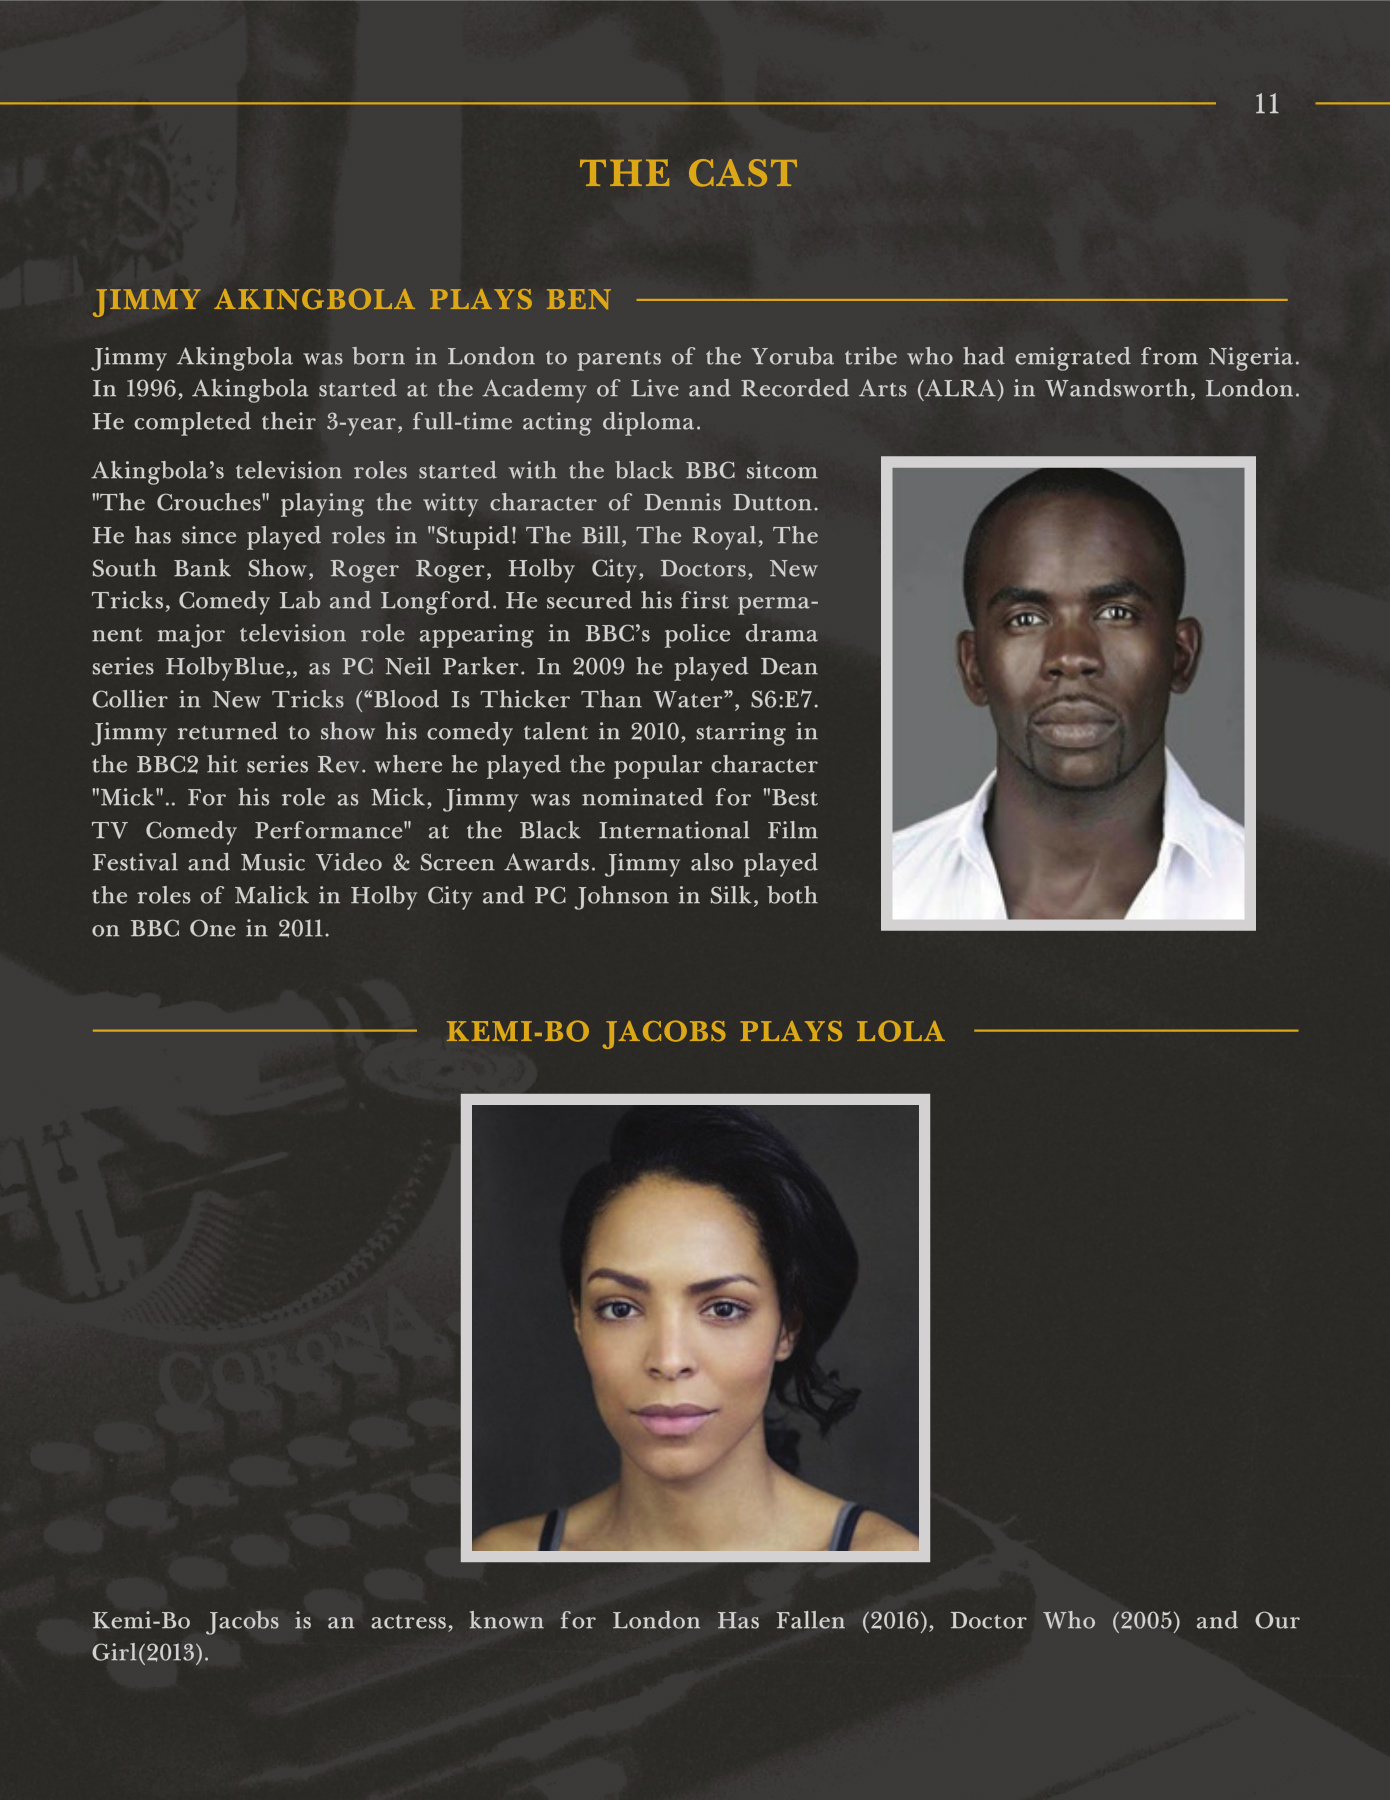 11
THE CAST
JIMMY AKINGBOLA PLAYS BEN
Jimmy Akingbola was born in London to parents of the Yoruba tribe who had emigrated from Nigeria.
In 1996, Akingbola started at the Academy of Live and Recorded Arts (ALRA) in Wandsworth, London.
He completed their 3-year, full-time acting diploma.
Akingbola’s television roles started with the black BBC sitcom
"The Crouches" playing the witty character of Dennis Dutton.
He has since played roles in "Stupid! The Bill, The Royal, The
South Bank Show, Roger Roger, Holby City, Doctors, New
Tricks, Comedy Lab and Longford. He secured his first perma-
nent major television role appearing in BBC’s police drama
series HolbyBlue,, as PC Neil Parker. In 2009 he played Dean
Collier in New Tricks (“Blood Is Thicker Than Water”, S6:E7.
Jimmy returned to show his comedy talent in 2010, starring in
the BBC2 hit series Rev. where he played the popular character
"Mick".. For his role as Mick, Jimmy was nominated for "Best
TV Comedy Performance" at the Black International Film
Festival and Music Video & Screen Awards. Jimmy also played
the roles of Malick in Holby City and PC Johnson in Silk, both
on BBC One in 2011.
KEMI-BO JACOBS PLAYS LOLA
CORONA
Kemi-Bo Jacobs is an actress, known for London Has Fallen (2016), Doctor Who (2005) and Our
Girl(2013).